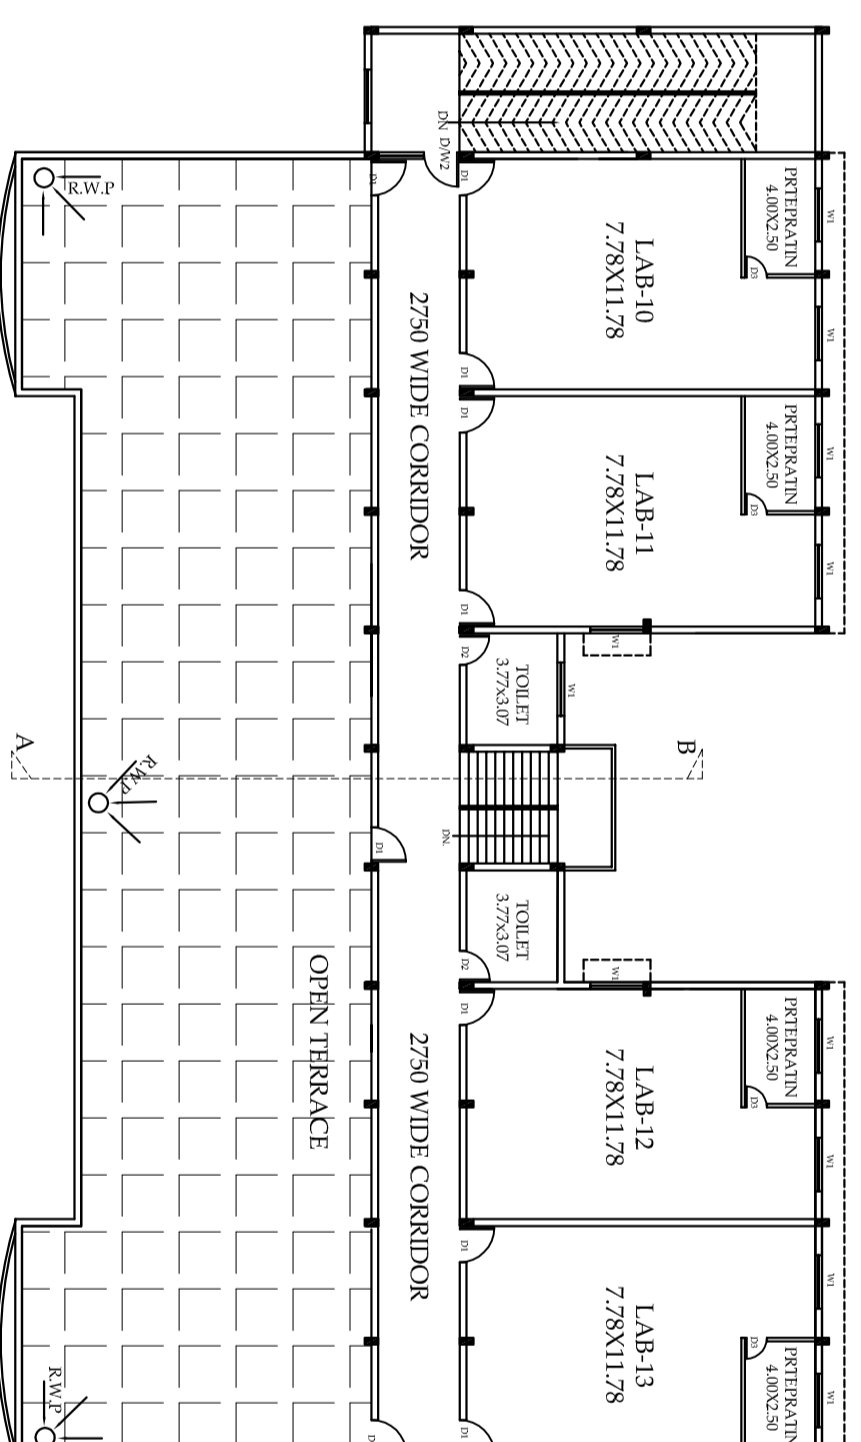 R.W.P
DN D/W2
D1
D1
PRTEPRATIN
4.00X2.50
W1
D3
LAB-10
7.78X11.78
W1
D1
2750 WIDE CORRIDOR
D1
PRTEPRATIN
4.00X2.50
W1
D3
LAB-11
7.78X11.78
W1
D1
D2
TOILET
3.77x3.07
W1
W1
A
B
R.W.P
DN.
D1
TOILET
3.77x3.07
D2
W1
OPEN TERRACE
D1
2750 WIDE CORRIDOR
PRTEPRATIN
4.00X2.50
W1
D3
LAB-12
7.78X11.78
W1
D1
LAB-13
7.78X11.78
W1
D3
PRTEPRATIN
4.00X2.50
W1
R.W.P
D1